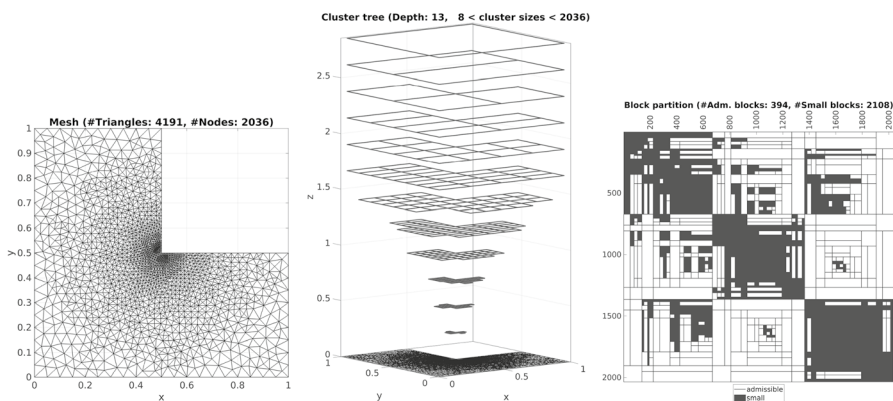 Mesh (#Triangles: 4191, #Nodes: 2036)
1
0.9
0.8
0.7
0.6
0.5
0.4
0.3
0.2
0.1
0
y
0 0.2 0.4 0.6 0.8 1
x
Cluster tree (Depth: 13, 8 < cluster sizes < 2036)
2.5
2
1.5
1
0.5
0
z
1
0.5
0
y
0
0.5
1
x
Block partition (#Adm. blocks: 394, #Small blocks: 2108)
200 400 600 800 1000 1200 1400 1600 1800 2000
500
1000
1500
2000
admissible
small